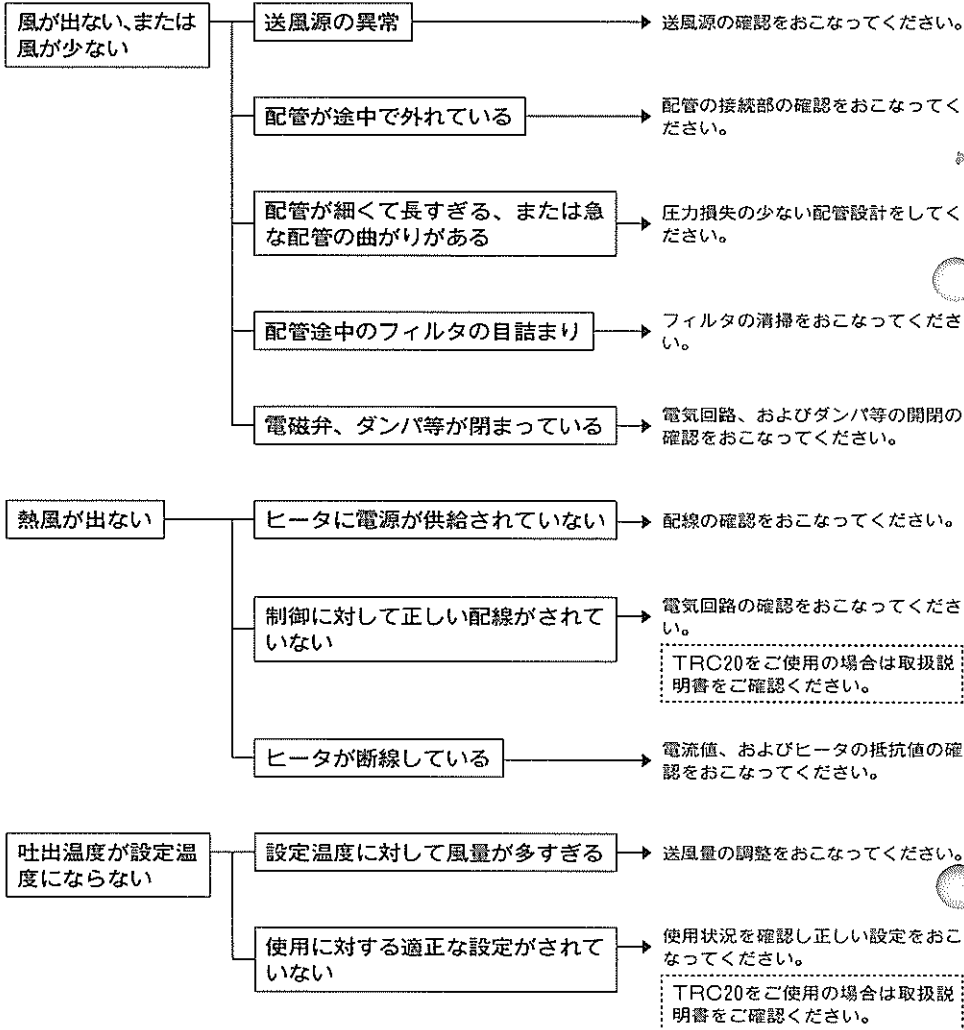 風が出ない、または
風が少ない
送風源の異常
送風源の確認をおこなってください。
配管が途中で外れている
配管の接続部の確認をおこなってく
ださい。
配管が細くて長すぎる、または急
な配管の曲がりがある
圧力損失の少ない配管設計をしてく
ださい。
配管途中のフィルタの目詰まり
フィルタの清掃をおこなってくださ
い。
電磁弁、ダンパ等が閉まっている
電気回路、およびダンパ等の開閉の
確認をおこなってください。
熱風が出ない
ヒータに電源が供給されていない
配線の確認をおこなってください。
制御に対して正しい配線がされて
いない
電気回路の確認をおこなってくださ
い。
TRC20をご使用の場合は取扱説
明書をご確認ください。
ヒータが断線している
電流値、およびヒータの抵抗値の確
認をおこなってください。
吐出温度が設定温
度にならない
設定温度に対して風量が多すぎる
送風量の調整をおこなってください。
使用に対する適正な設定がされて
いない
使用状況を確認し正しい設定をおこ
なってください。
TRC20をご使用の場合は取扱説
明書をご確認ください。